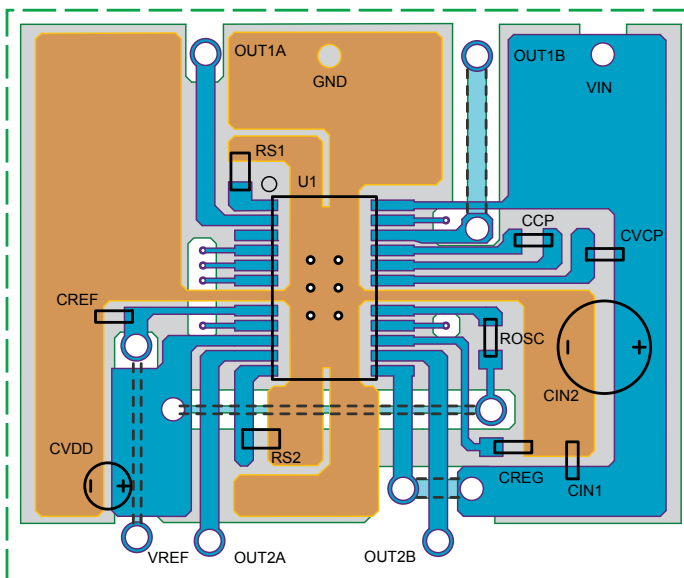 OUT1A
GND
OUT1B
VIN
RS1
U1
CCP
CVCP
CREF
ROSC
- +
CIN2
CVDD
- +
RS2
CREG
CIN1
VREF
OUT2A
OUT2B